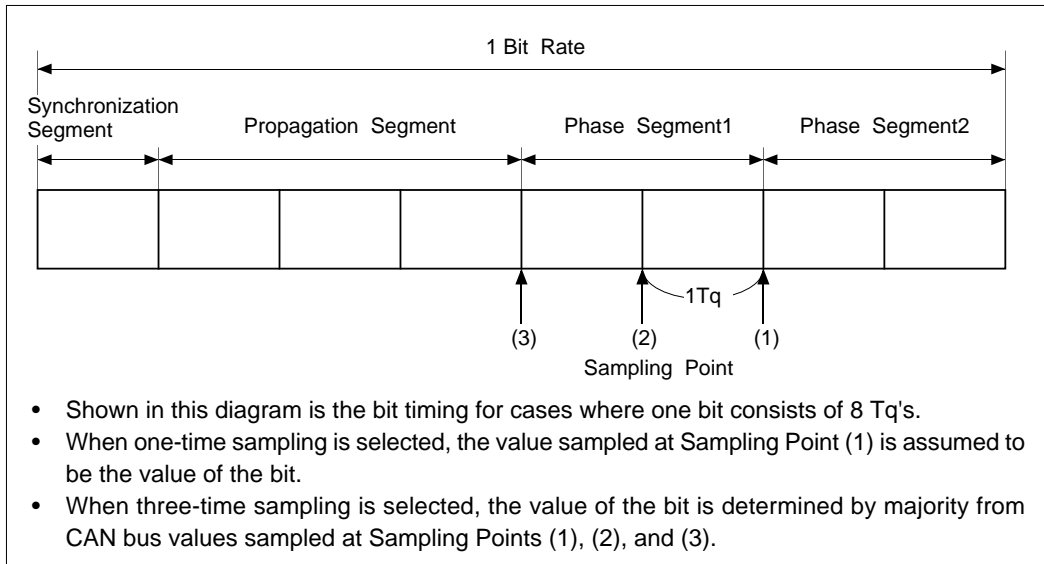 1 Bit Rate
Synchronization
Segment
Propagation Segment
Phase Segment1
Phase Segment2
1Tq
(3)
(2)
(1)
Sampling Point
• Shown in this diagram is the bit timing for cases where one bit consists of 8 Tq's.
• When one-time sampling is selected, the value sampled at Sampling Point (1) is assumed to
be the value of the bit.
• When three-time sampling is selected, the value of the bit is determined by majority from
CAN bus values sampled at Sampling Points (1), (2), and (3).